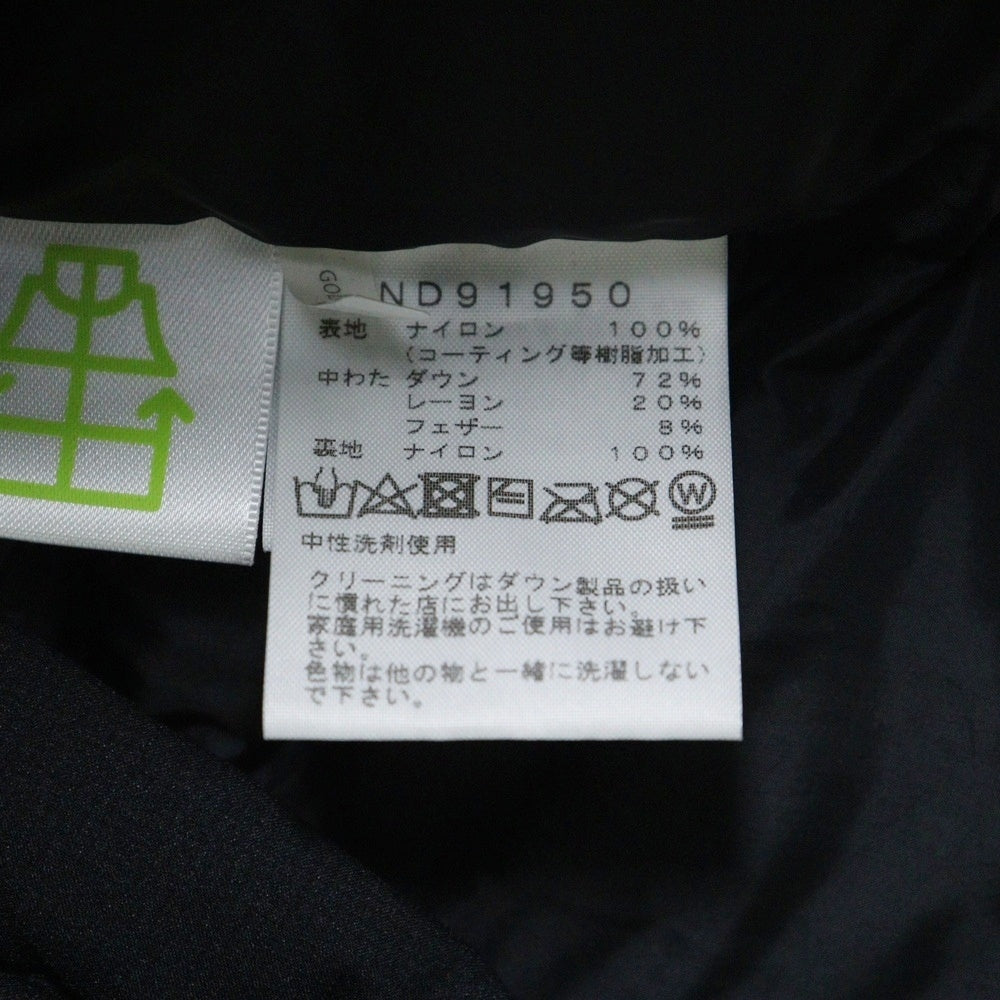 ND91950
表地 ナイロン 100%
(コーティング等樹脂加工)
中わた ダウン 72%
レーヨン 20%
フェザー 8%
裏地 ナイロン 100%
W
中性洗剤使用
クリーニングはダウン製品の扱い
に慣れた店にお出し下さい。
家庭用洗濯機のご使用はお避け下
さい。
色物は他の物と一緒に洗濯しない
で下さい。